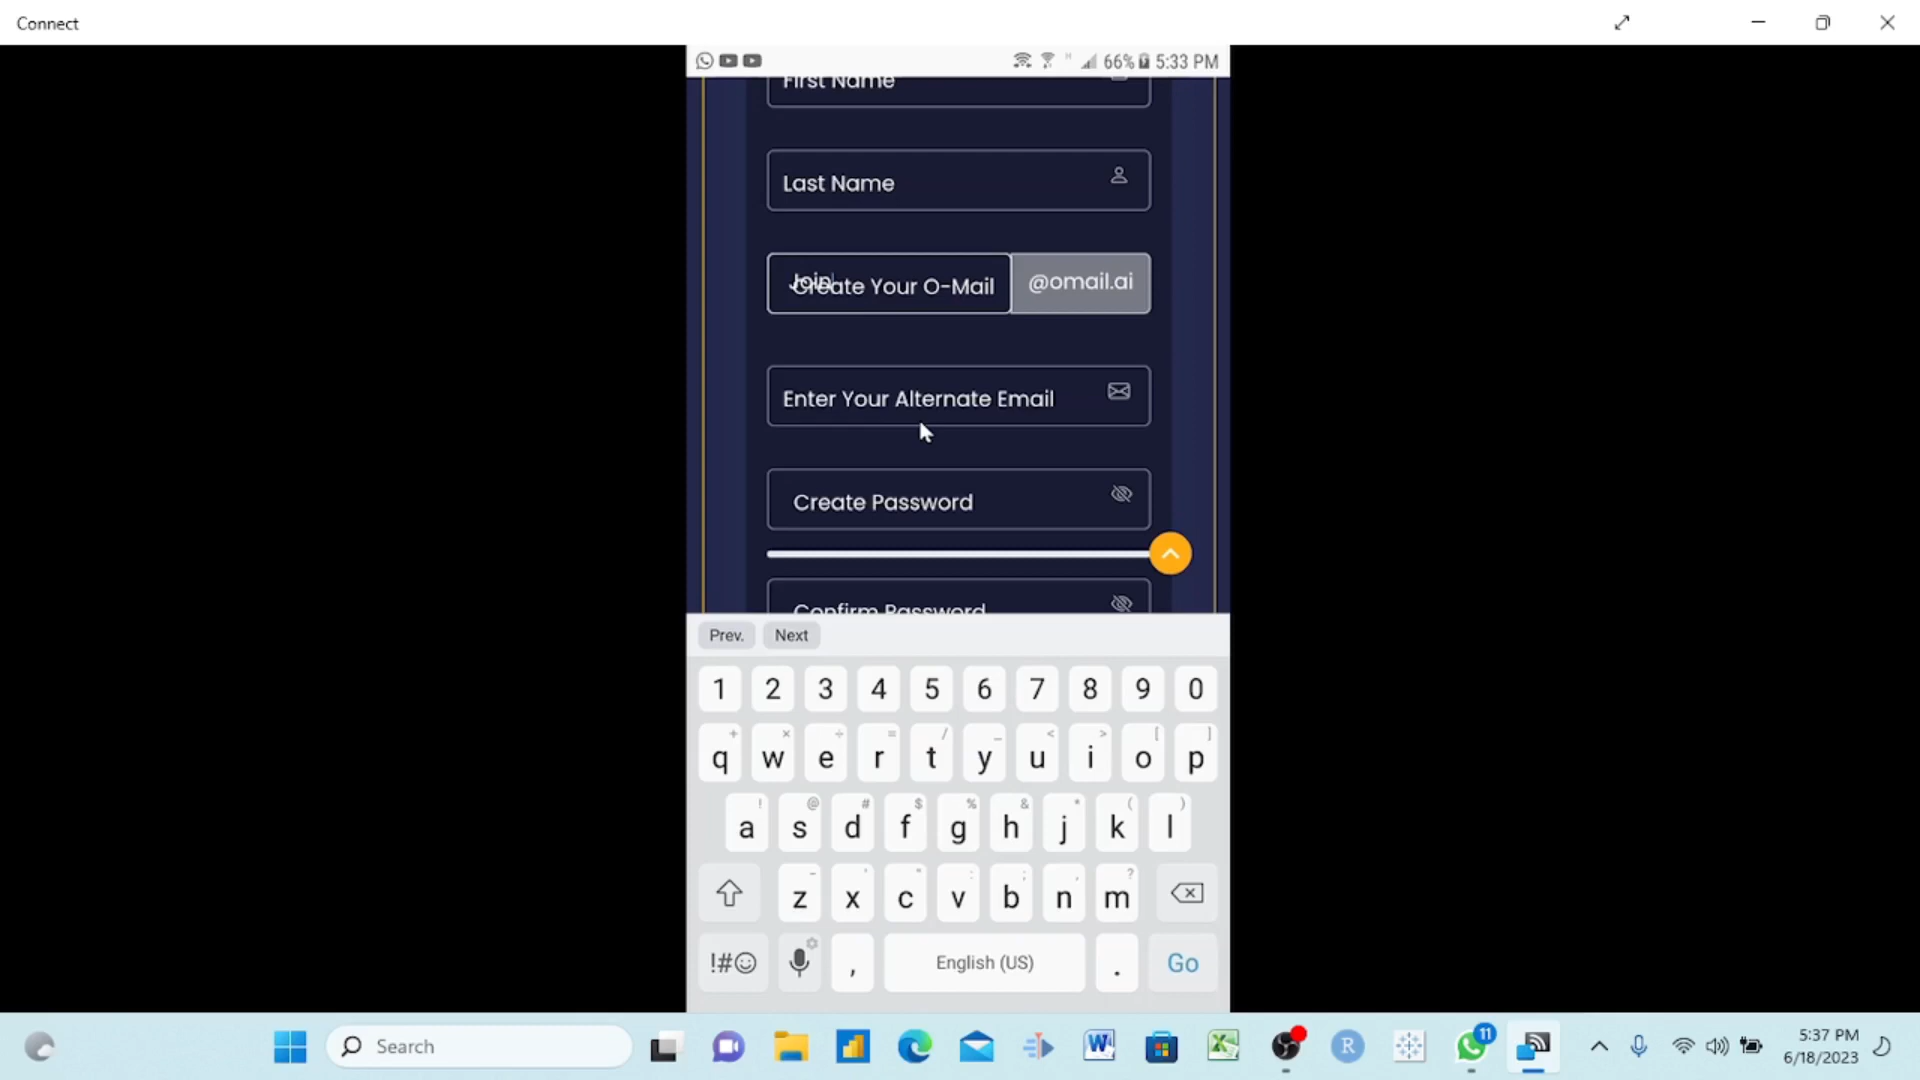 Connect
66% 5:33 PM
First Name
Last Name
Join
Create Your O-Mail
@omail.ai
Enter Your Alternate Email
Create Password
Confirm Password
Prev. Next
1 2 3 4 5 6 7 8 9 0
+ × ÷ = / _ < > [ ]
q w e r t y u i o p
! @ # $ % & * ( )
a s d f g h j k l
z x c v b n m
!#☺ , English (US) . Go
Search
W
R
11
5:37 PM
6/18/2023